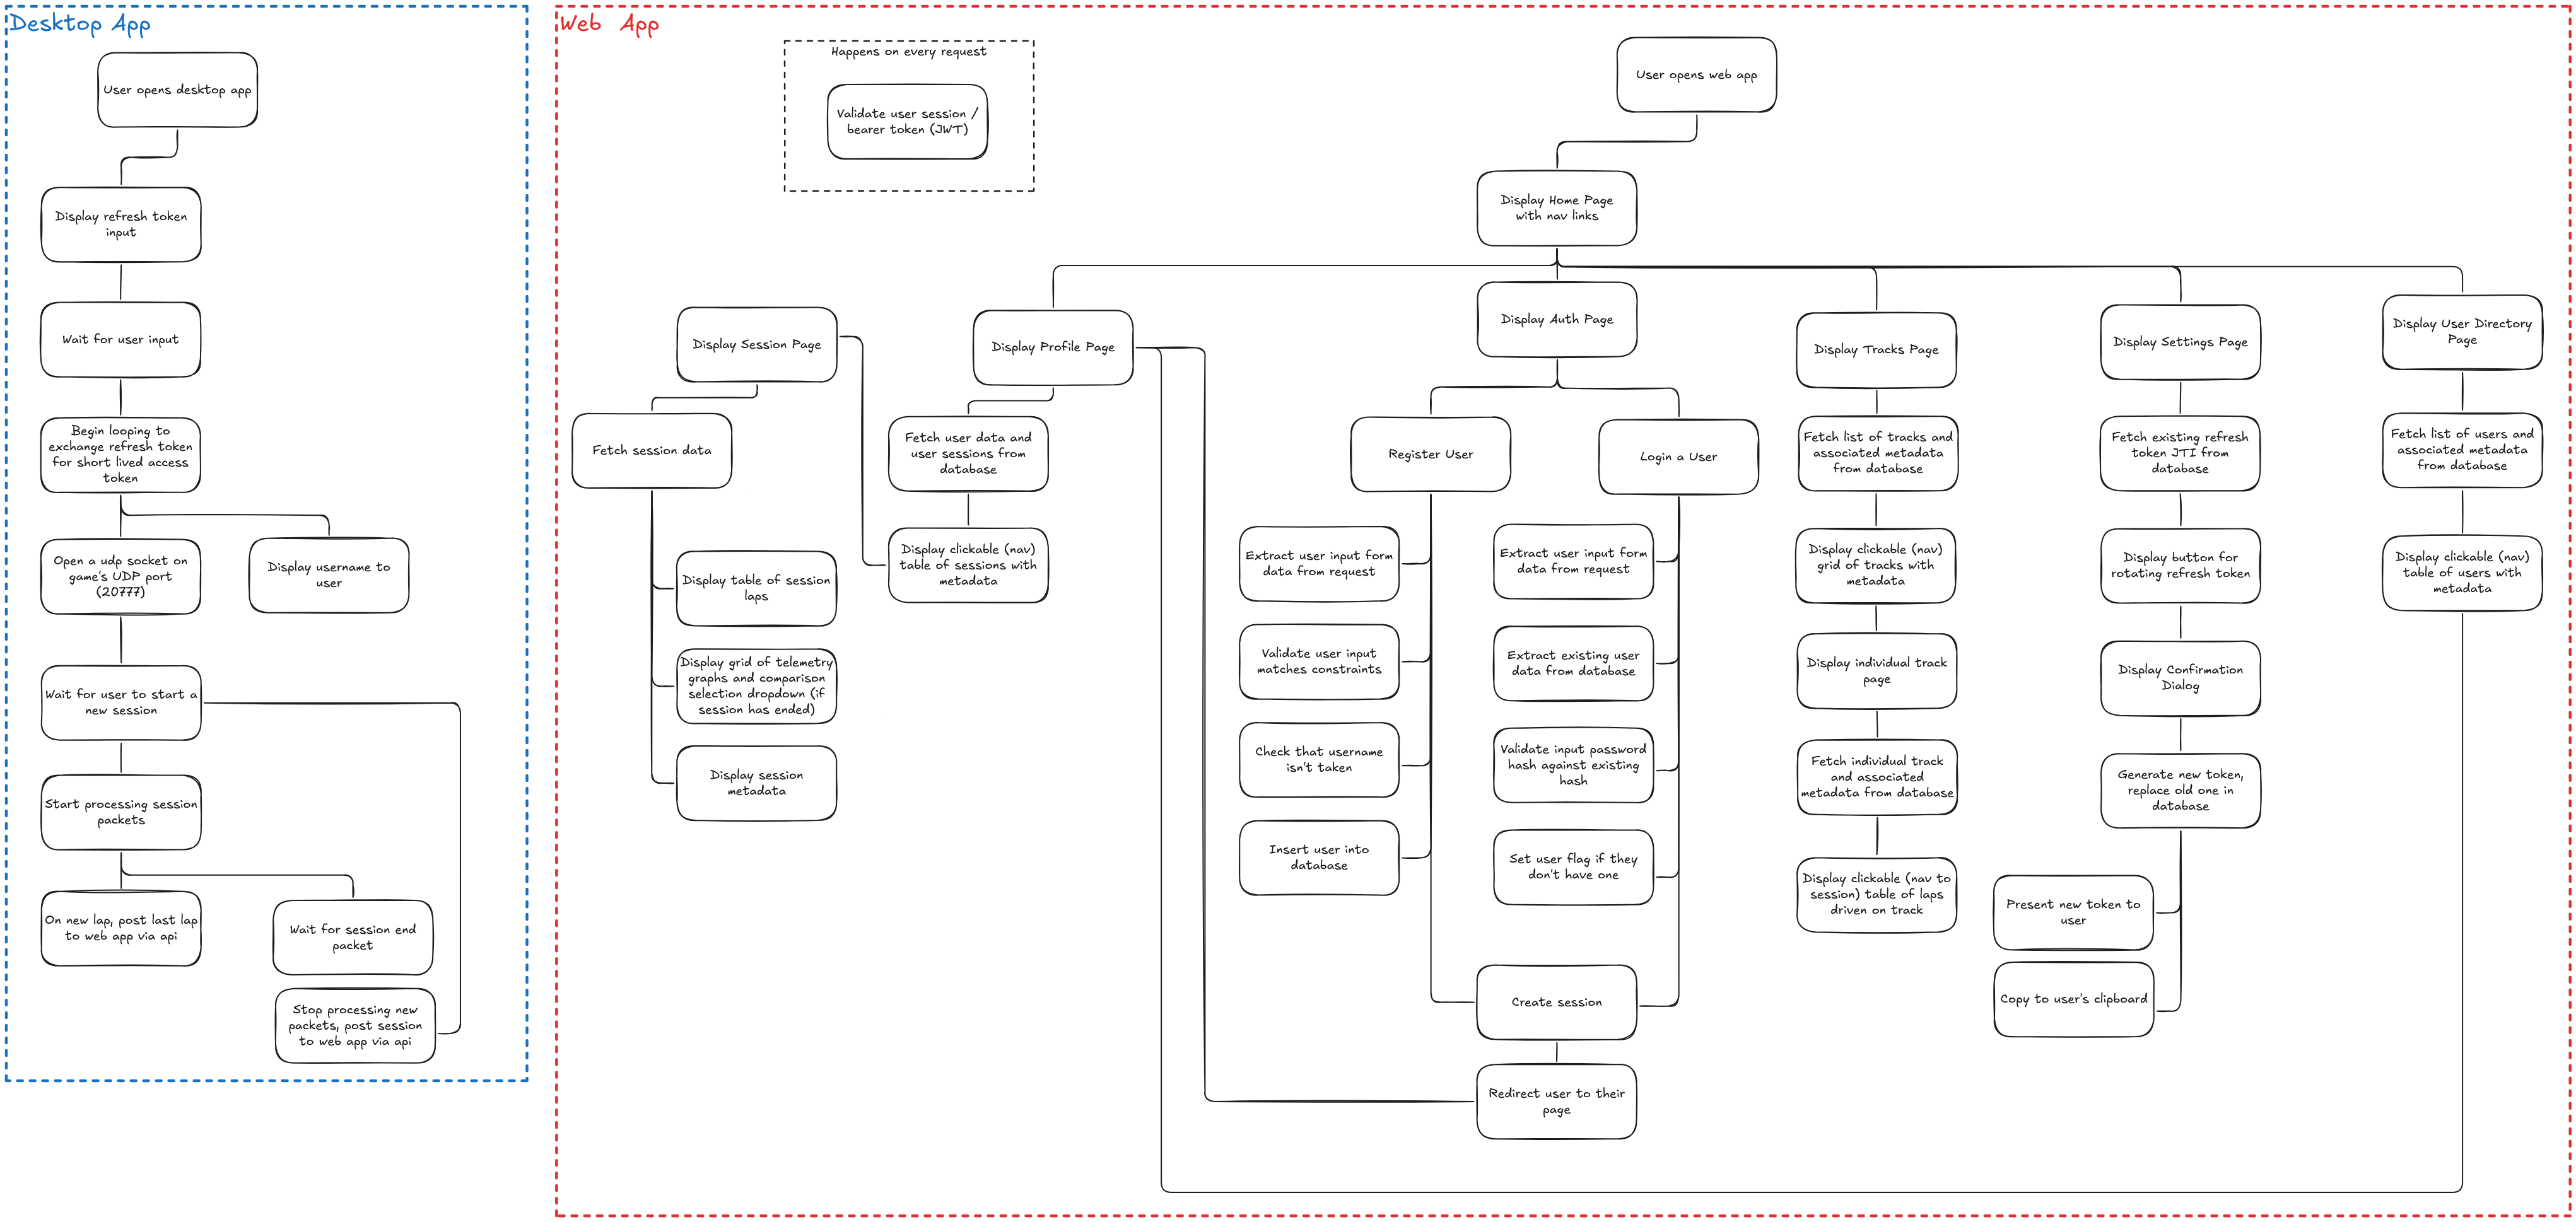 Desktop App
User opens desktop app
Display refresh token
input
Wait for user input
Begin looping to
exchange refresh token
for short lived access
token
Open a udp socket on
game's UDP port
(20777)
Display username to
user
Wait for user to start a
new session
Start processing session
packets
On new lap, post last lap
to web app via api
Wait for session end
packet
Stop processing new
packets, post session
to web app via api
Web App
Happens on every request
Validate user session /
bearer token (JWT)
User opens web app
Display Home Page
with nav links
Display Session Page
Fetch session data
Display table of session
laps
Display grid of telemetry
graphs and comparison
selection dropdown (if
session has ended)
Display session
metadata
Display Profile Page
Fetch user data and
user sessions from
database
Display clickable (nav)
table of sessions with
metadata
Display Auth Page
Register User
Extract user input form
data from request
Validate user input
matches constraints
Check that username
isn't taken
Insert user into
database
Login a User
Extract user input form
data from request
Extract existing user
data from database
Validate input password
hash against existing
hash
Set user flag if they
don't have one
Create session
Redirect user to their
page
Display Tracks Page
Fetch list of tracks and
associated metadata
from database
Display clickable (nav)
grid of tracks with
metadata
Display individual track
page
Fetch individual track
and associated
metadata from database
Display clickable (nav to
session) table of laps
driven on track
Display Settings Page
Fetch existing refresh
token JTI from
database
Display button for
rotating refresh token
Display Confirmation
Dialog
Generate new token,
replace old one in
database
Present new token to
user
Copy to user's clipboard
Display User Directory
Page
Fetch list of users and
associated metadata
from database
Display clickable (nav)
table of users with
metadata